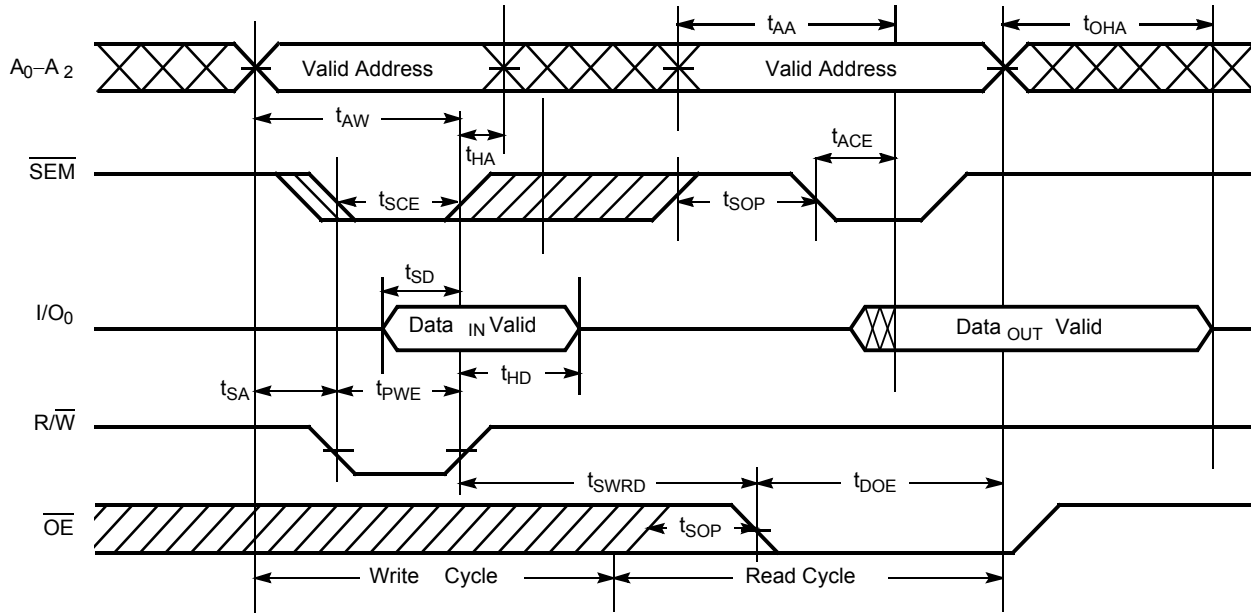 tAA
tOHA
A0–A 2
Valid Address
Valid Address
tAW
tHA
tACE
SEM
tSCE
tSOP
tSD
I/O0
Data IN Valid
Data OUT Valid
tHD
tSA
tPWE
R/W
tSWRD
tDOE
OE
tSOP
Write Cycle
Read Cycle